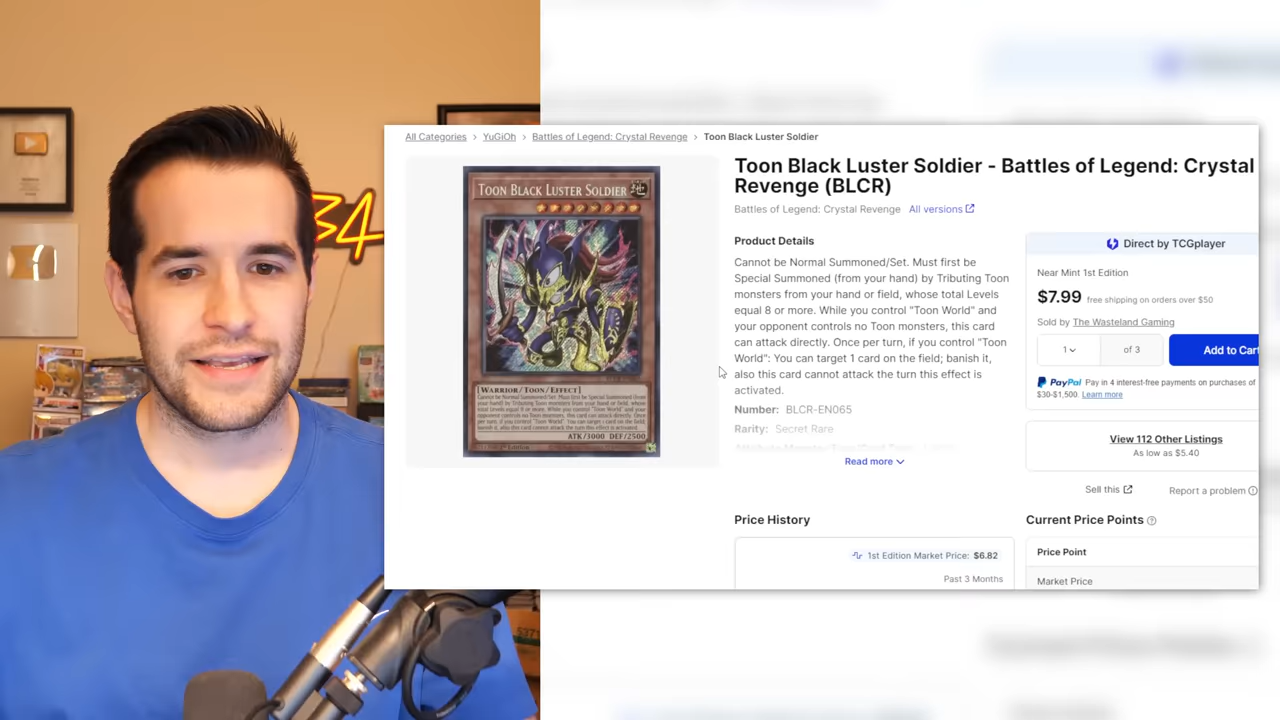 34
All Categories > YuGiOh > Battles of Legend: Crystal Revenge > Toon Black Luster Soldier
TOON BLACK LUSTER SOLDIER
[WARRIOR/TOON/EFFECT]
ATK/3000 DEF/2500
Toon Black Luster Soldier - Battles of Legend: Crystal
Revenge (BLCR)
Battles of Legend: Crystal Revenge All versions
Product Details
Cannot be Normal Summoned/Set. Must first be
Special Summoned (from your hand) by Tributing Toon
monsters from your hand or field, whose total Levels
equal 8 or more. While you control "Toon World" and
your opponent controls no Toon monsters, this card
can attack directly. Once per turn, if you control "Toon
World": You can target 1 card on the field; banish it,
also this card cannot attack the turn this effect is
activated.
Number: BLCR-EN065
Rarity: Secret Rare
Read more
Direct by TCGplayer
Near Mint 1st Edition
$7.99 free shipping on orders over $50
Sold by The Wasteland Gaming
1 of 3 Add to Cart
PayPal Pay in 4 interest-free payments on purchases of
$30-$1,500. Learn more
View 112 Other Listings
As low as $5.40
Sell this Report a problem
Price History
1st Edition Market Price: $6.82
Past 3 Months
Current Price Points
Price Point
Market Price